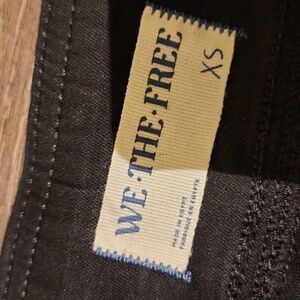 WE·THE·FREE
XS
MADE IN EGYPT
FABRIQUÉ EN EGYPTE